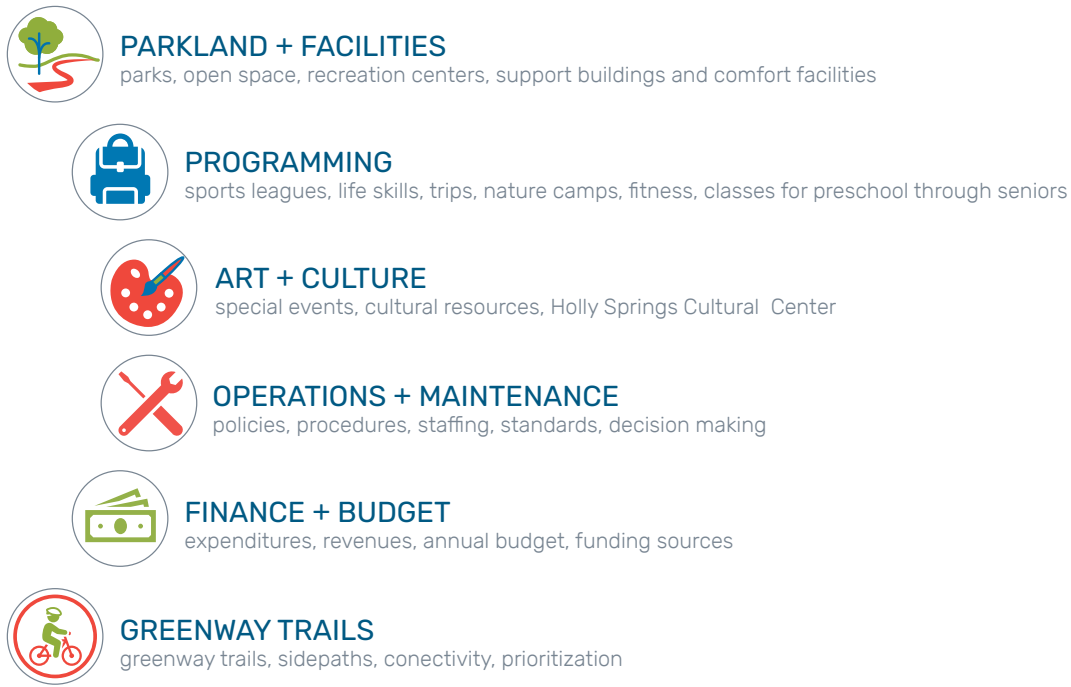 PARKLAND + FACILITIES
parks, open space, recreation centers, support buildings and comfort facilities
PROGRAMMING
sports leagues, life skills, trips, nature camps, fitness, classes for preschool through seniors
ART + CULTURE
special events, cultural resources, Holly Springs Cultural  Center
OPERATIONS + MAINTENANCE
policies, procedures, staffing, standards, decision making
FINANCE + BUDGET
expenditures, revenues, annual budget, funding sources
GREENWAY TRAILS
greenway trails, sidepaths, conectivity, prioritization